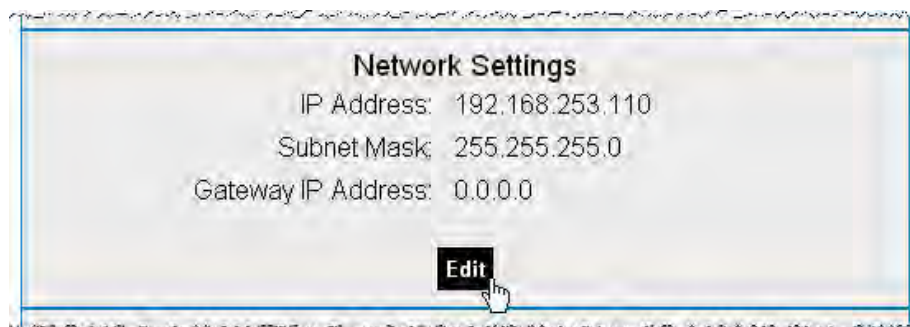 Network Settings
IP Address: 192.168.253.110
Subnet Mask: 255.255.255.0
Gateway IP Address: 0.0.0.0
Edit